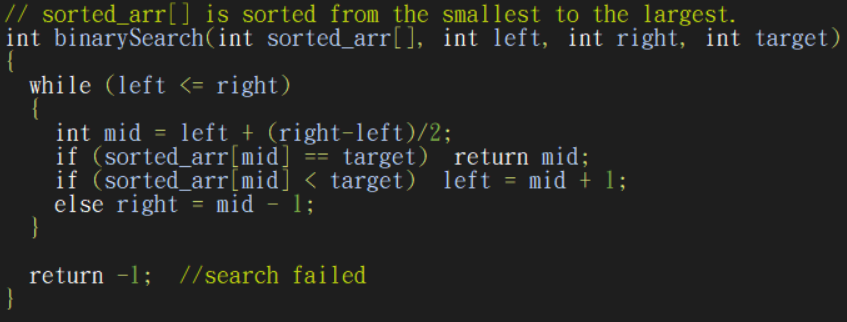 // sorted_arr[] is sorted from the smallest to the largest.
int binarySearch(int sorted_arr[], int left, int right, int target)
{
  while (left <= right)
  {
    int mid = left + (right-left)/2;
    if (sorted_arr[mid] == target)  return mid;
    if (sorted_arr[mid] < target)  left = mid + 1;
    else right = mid - 1;
  }

  return -1;  //search failed
}